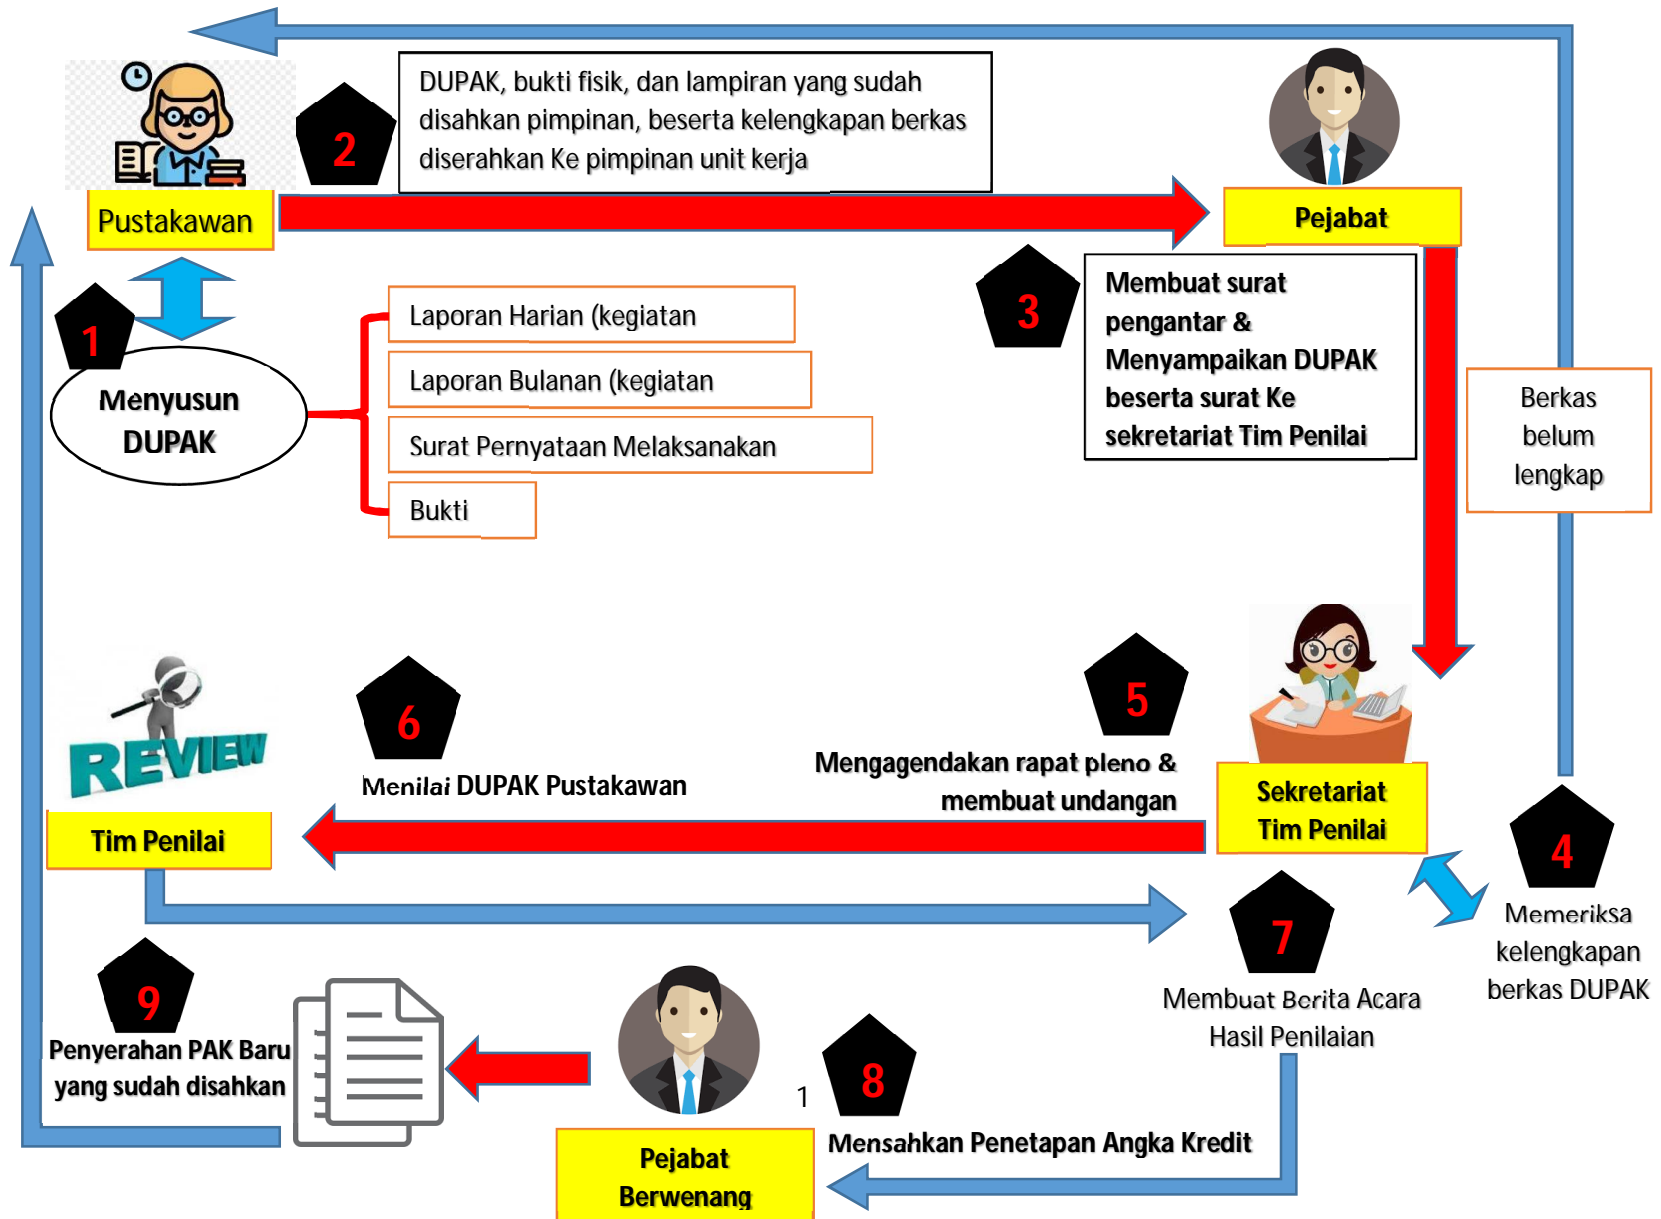 2
DUPAK, bukti fisik, dan lampiran yang sudah
disahkan pimpinan, beserta kelengkapan berkas
diserahkan Ke pimpinan unit kerja
Pustakawan
Pejabat
1
Menyusun
DUPAK
Laporan Harian (kegiatan
Laporan Bulanan (kegiatan
Surat Pernyataan Melaksanakan
Bukti
3
Membuat surat
pengantar &
Menyampaikan DUPAK
beserta surat Ke
sekretariat Tim Penilai
Berkas
belum
lengkap
REVIEW
Tim Penilai
6
Menilai DUPAK Pustakawan
5
Mengagendakan rapat pleno &
membuat undangan
Sekretariat
Tim Penilai
4
Memeriksa
kelengkapan
berkas DUPAK
7
Membuat Berita Acara
Hasil Penilaian
9
Penyerahan PAK Baru
yang sudah disahkan
1
8
Mensahkan Penetapan Angka Kredit
Pejabat
Berwenang